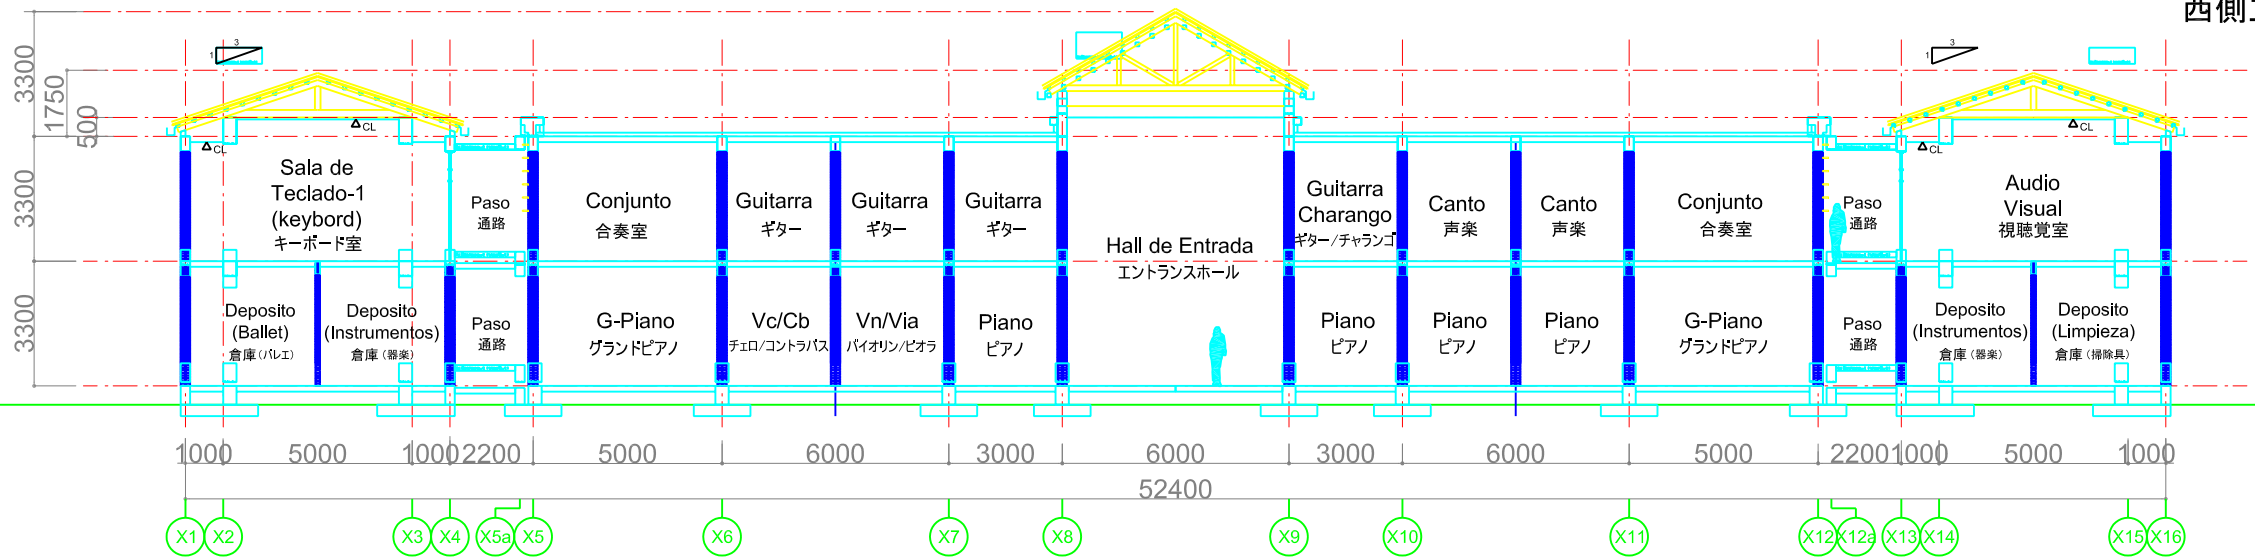 西側
3
1
3
1
3300
1750
500
3300
3300
CL
CL
CL
CL
Sala de
Teclado-1
(keybord)
キーボード室
Paso
通路
Conjunto
合奏室
Guitarra
ギター
Guitarra
ギター
Guitarra
ギター
Hall de Entrada
エントランスホール
Guitarra
Charango
ギター/チャランゴ
Canto
声楽
Canto
声楽
Conjunto
合奏室
Paso
通路
Audio
Visual
視聴覚室
Deposito
(Ballet)
倉庫(バレエ)
Deposito
(Instrumentos)
倉庫(器楽)
Paso
通路
G-Piano
グランドピアノ
Vc/Cb
チェロ/コントラバス
Vn/Via
バイオリン/ビオラ
Piano
ピアノ
Piano
ピアノ
Piano
ピアノ
Piano
ピアノ
G-Piano
グランドピアノ
Paso
通路
Deposito
(Instrumentos)
倉庫(器楽)
Deposito
(Limpieza)
倉庫(掃除具)
1000 5000 1000 2200 5000 6000 3000 6000 3000 6000 5000 2200 1000 5000 1000
52400
X1 X2 X3 X4 X5a X5 X6 X7 X8 X9 X10 X11 X12 X12a X13 X14 X15 X16